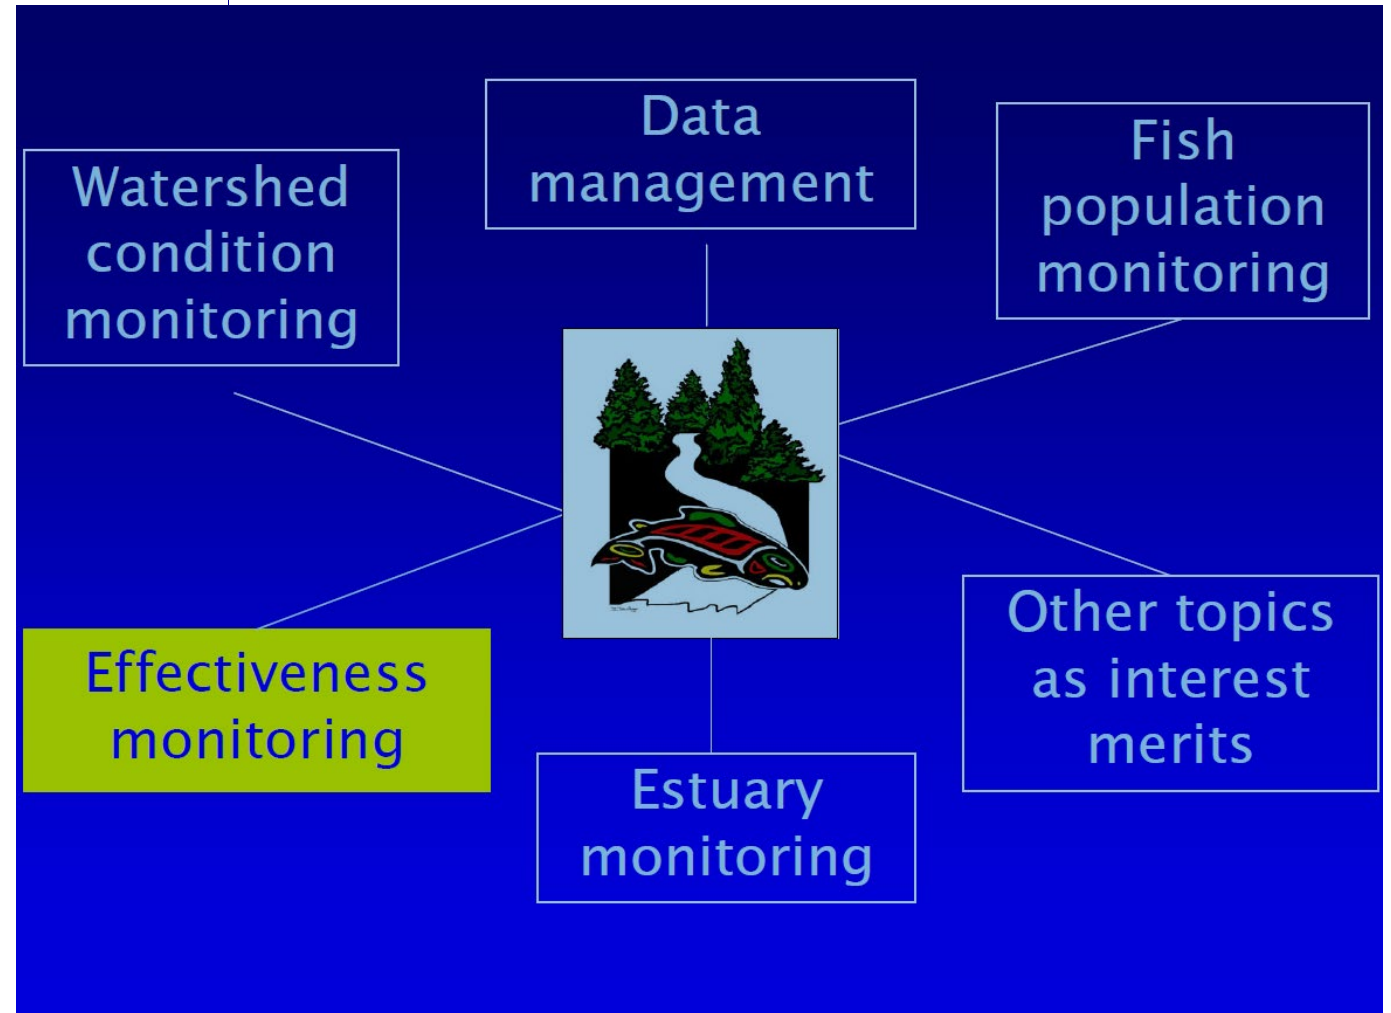 Data
management
Fish
population
monitoring
Watershed
condition
monitoring
Other topics
as interest
merits
Effectiveness
monitoring
Estuary
monitoring